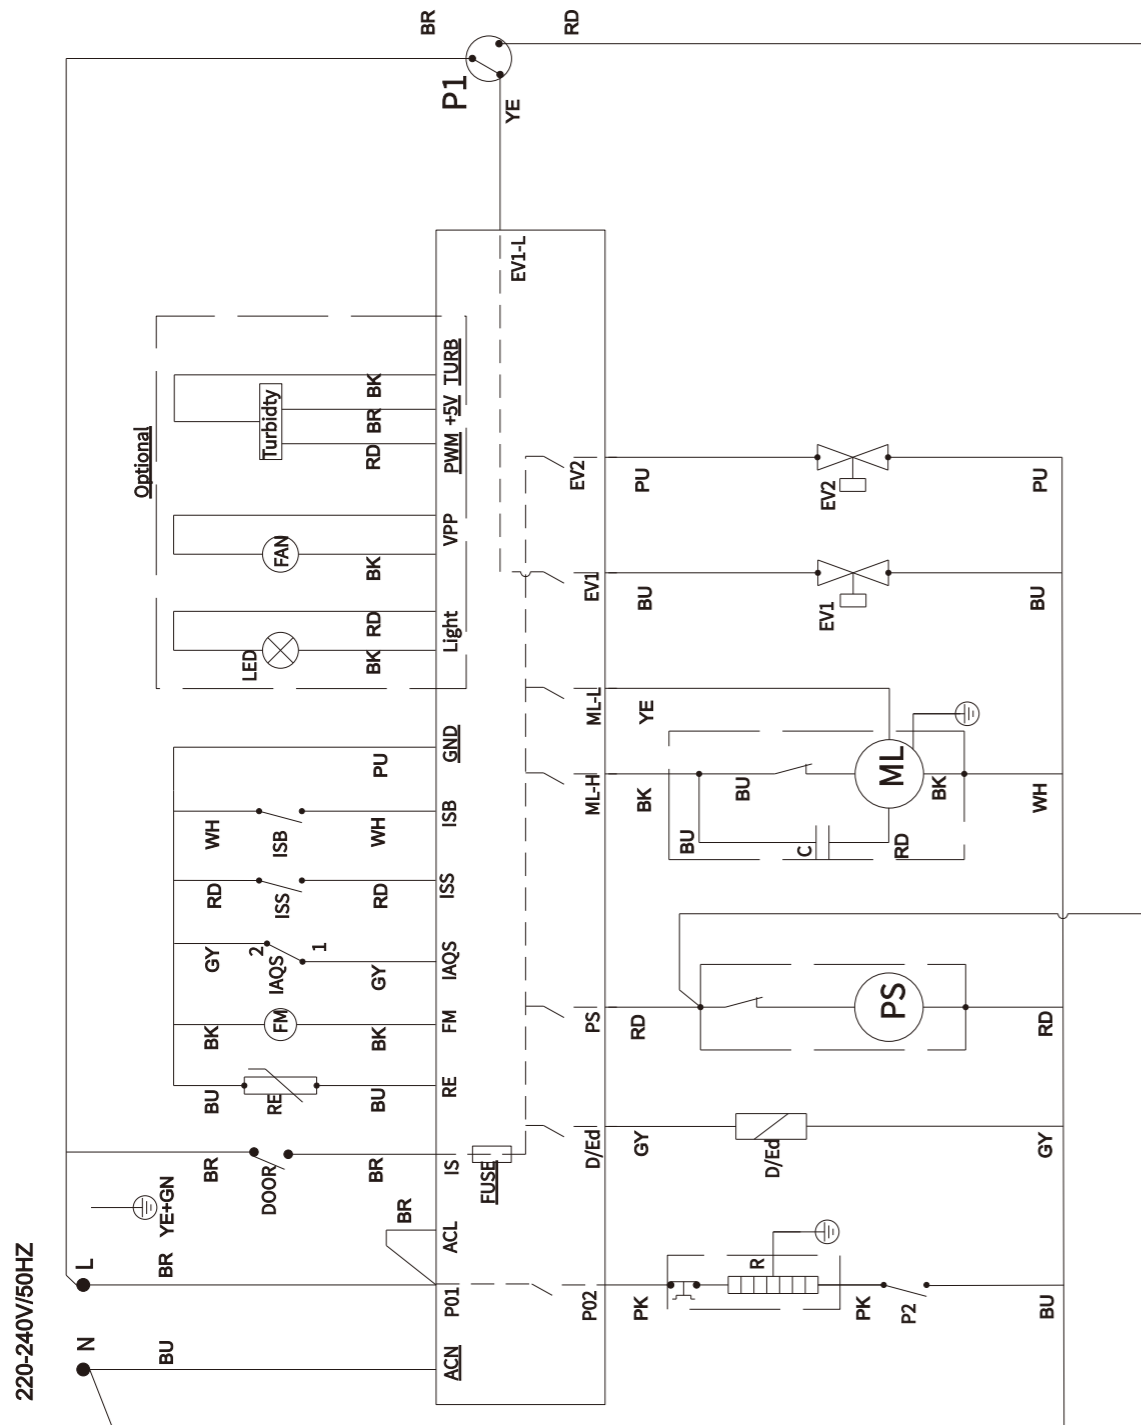 220-240V/50HZ
N
BU
ACN
L
BR
P01
BR
ACL
YE+GN
BR
DOOR
BR
IS
FUSE
BU
RE
BU
RE
BK
FM
BK
FM
GY
2
IAQS
1
GY
IAQS
RD
ISS
RD
ISS
WH
ISB
WH
ISB
PU
GND
Optional
LED
BK
RD
Light
FAN
BK
VPP
Turbidty
RD
BR
BK
PWM
+5V
TURB
EV1-L
YE
P1
BR
RD
P02
PK
R
PK
P2
BU
D/Ed
GY
D/Ed
GY
PS
RD
PS
RD
ML-H
BK
BU
BU
C
RD
ML
BK
WH
ML-L
YE
EV1
BU
EV1
BU
EV2
PU
EV2
PU